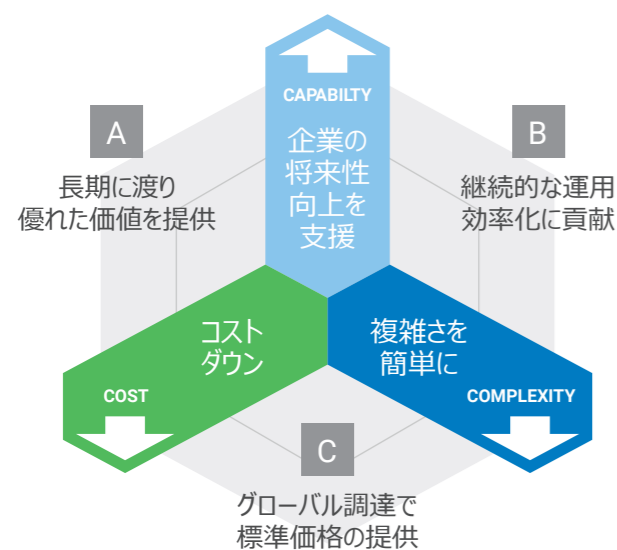 CAPABILTY
企業の
将来性
向上を
支援
A
長期に渡り
優れた価値を提供
B
継続的な運用
効率化に貢献
コスト
ダウン
COST
複雑さを
簡単に
COMPLEXITY
C
グローバル調達で
標準価格の提供